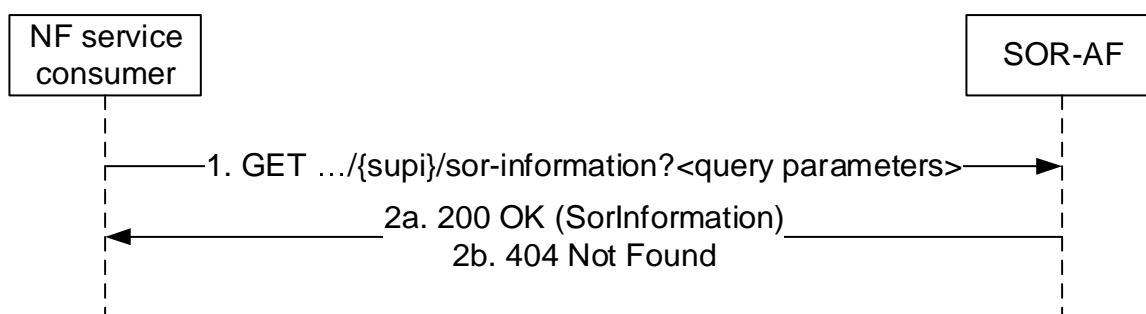 NF service
consumer
SOR-AF
1. GET …/{supi}/sor-information?<query parameters>
2a. 200 OK (SorInformation)
2b. 404 Not Found